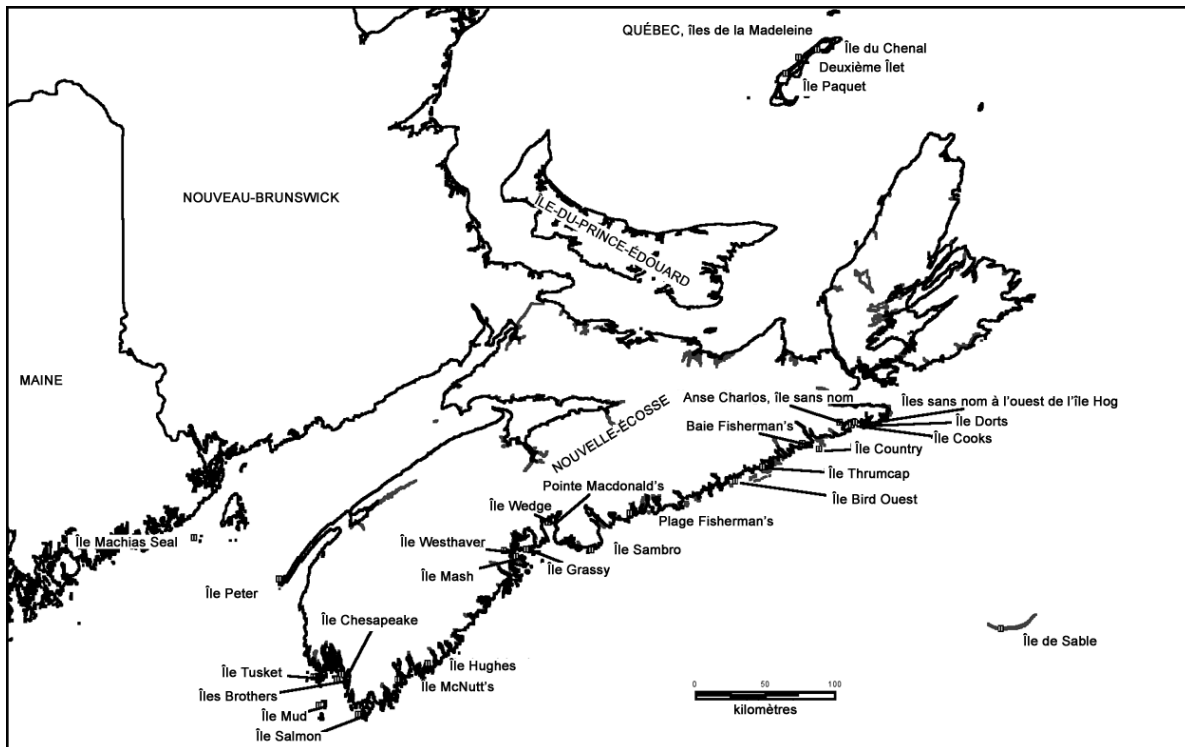 QUÉBEC, îles de la Madeleine
Île du Chenal
Deuxième Îlet
Île Paquet
NOUVEAU-BRUNSWICK
ÎLE-DU-PRINCE-ÉDOUARD
MAINE
NOUVELLE-ÉCOSSE
Anse Charlos, île sans nom
Îles sans nom à l'ouest de l'île Hog
Île Dorts
Île Cooks
Baie Fisherman's
Île Country
Île Thrumcap
Île Bird Ouest
Pointe Macdonald's
Île Wedge
Plage Fisherman's
Île Westhaver
Île Sambro
Île Grassy
Île Mash
Île Machias Seal
Île Peter
Île Chesapeake
Île de Sable
Île Tusket
Île Hughes
Îles Brothers
Île McNutt's
Île Mud
Île Salmon
0 50 100
kilomètres